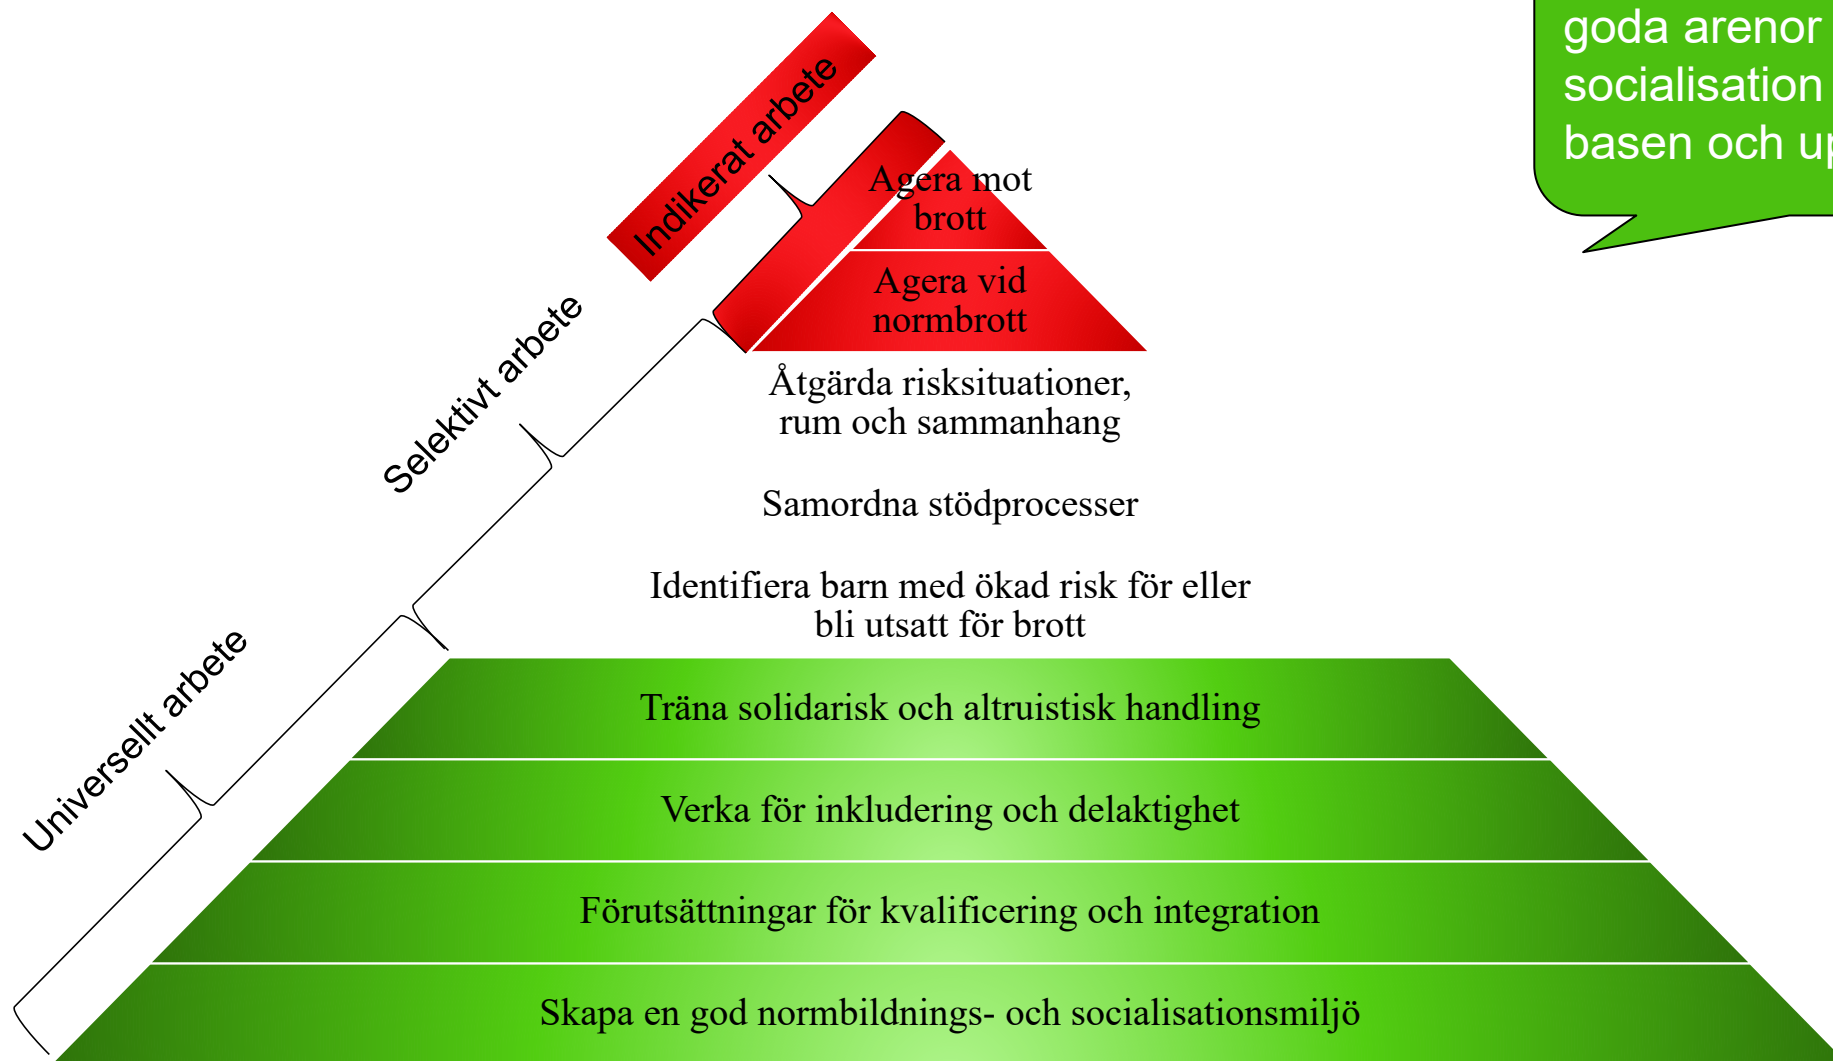 goda arenor
socialisation
basen och
Indikerat arbete
Agera mot
brott
Agera vid
normbrott
Selektivt arbete
Åtgärda risksituationer,
rum och sammanhang
Samordna stödprocesser
Identifiera barn med ökad risk för eller
bli utsatt för brott
Universellt arbete
Träna solidarisk och altruistisk handling
Verka för inkludering och delaktighet
Förutsättningar för kvalificering och integration
Skapa en god normbildnings- och socialisationsmiljö